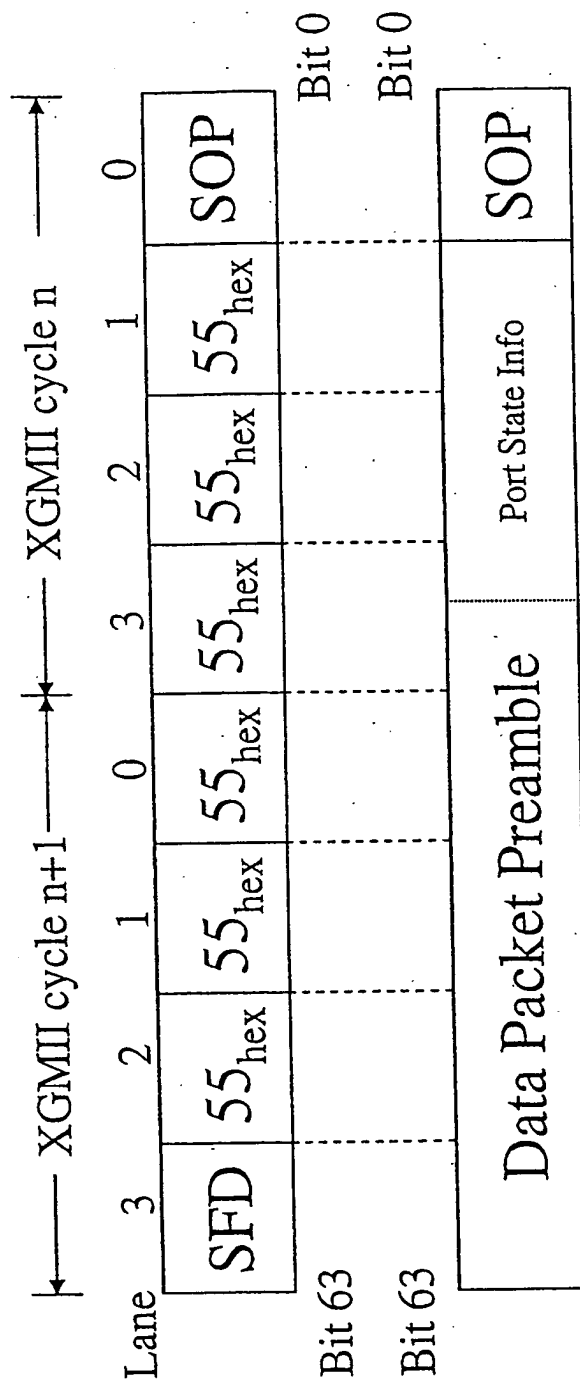 XGMII cycle n+1 XGMII cycle n
Lane 3 2 1 0 3 2 1 0
SFD 55hex 55hex 55hex 55hex 55hex 55hex SOP
Bit 63 Bit 0
Bit 63 Bit 0
Data Packet Preamble Port State Info SOP